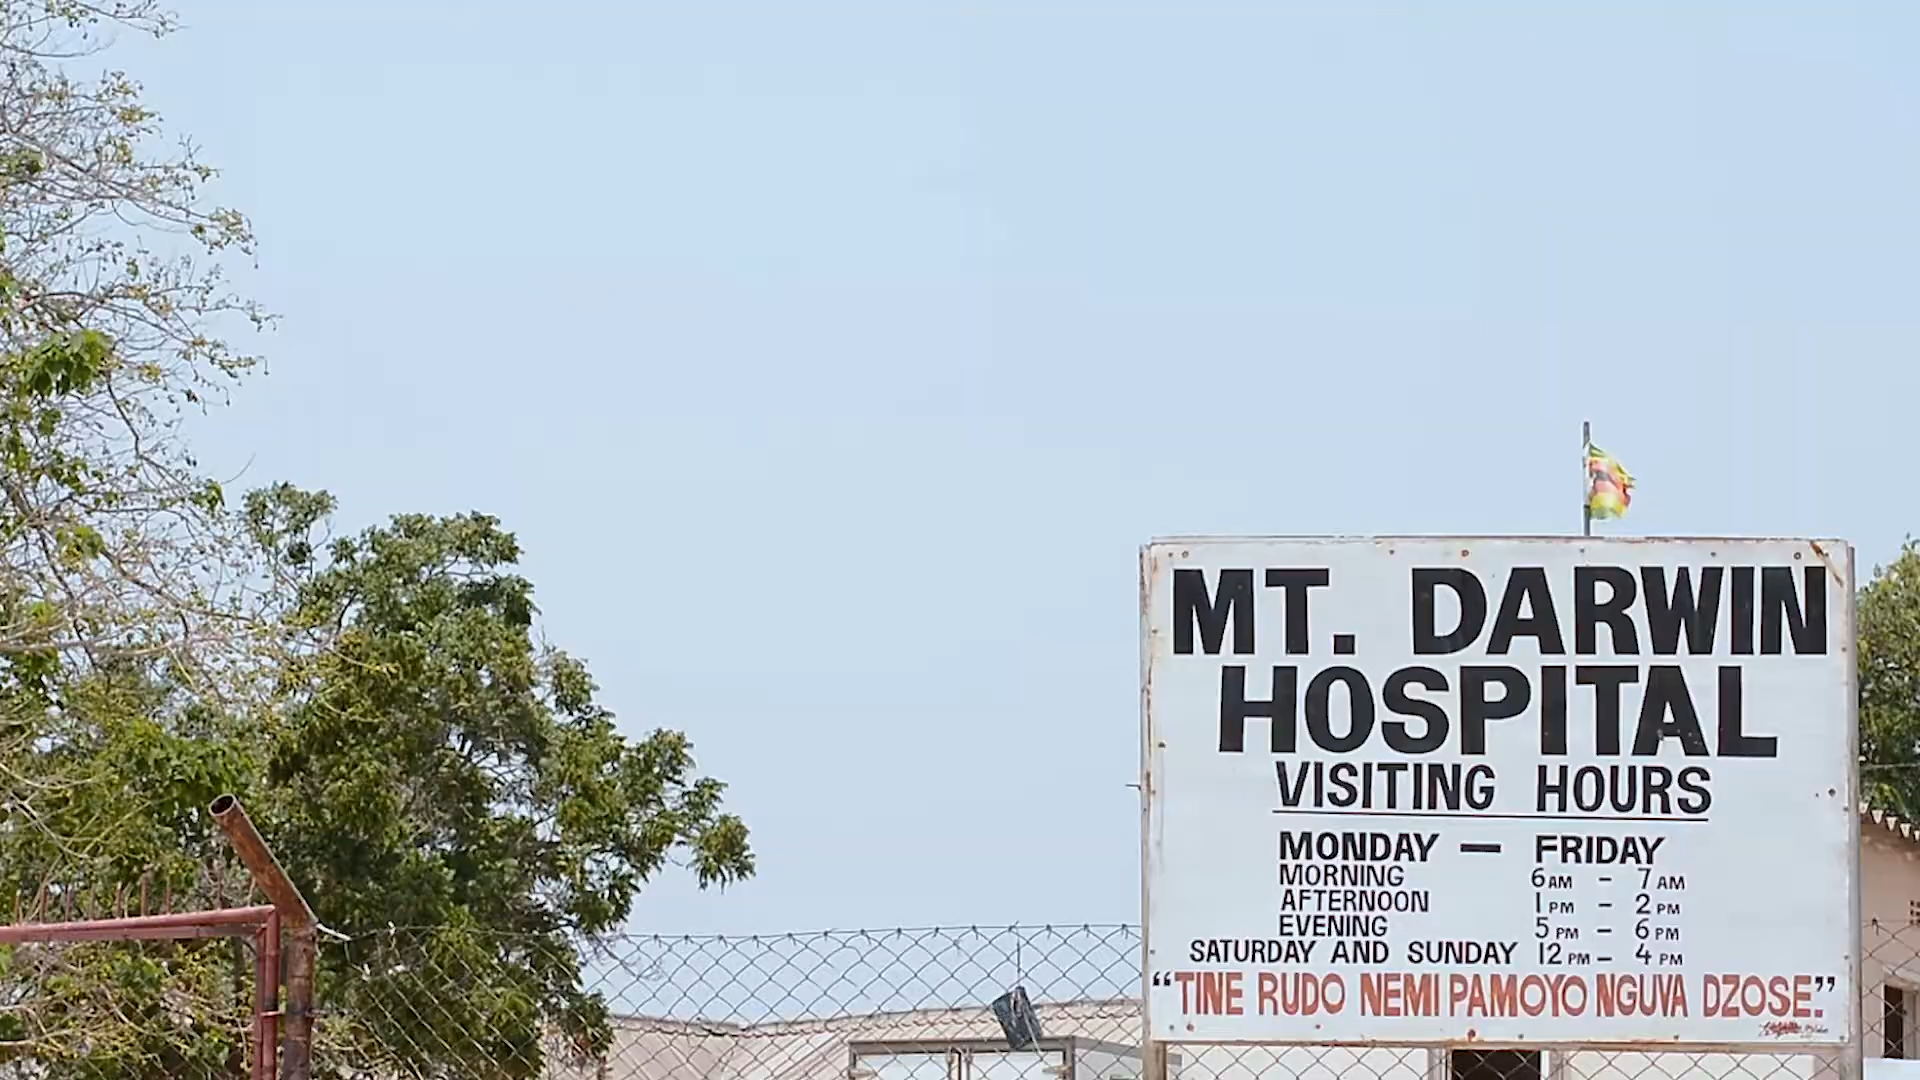 MT. DARWIN
HOSPITAL
VISITING HOURS
MONDAY — FRIDAY
MORNING 6AM – 7AM
AFTERNOON 1PM – 2PM
EVENING 5PM – 6PM
SATURDAY AND SUNDAY 12PM – 4PM
“TINE RUDO NEMI PAMOYO NGUVA DZOSE.”